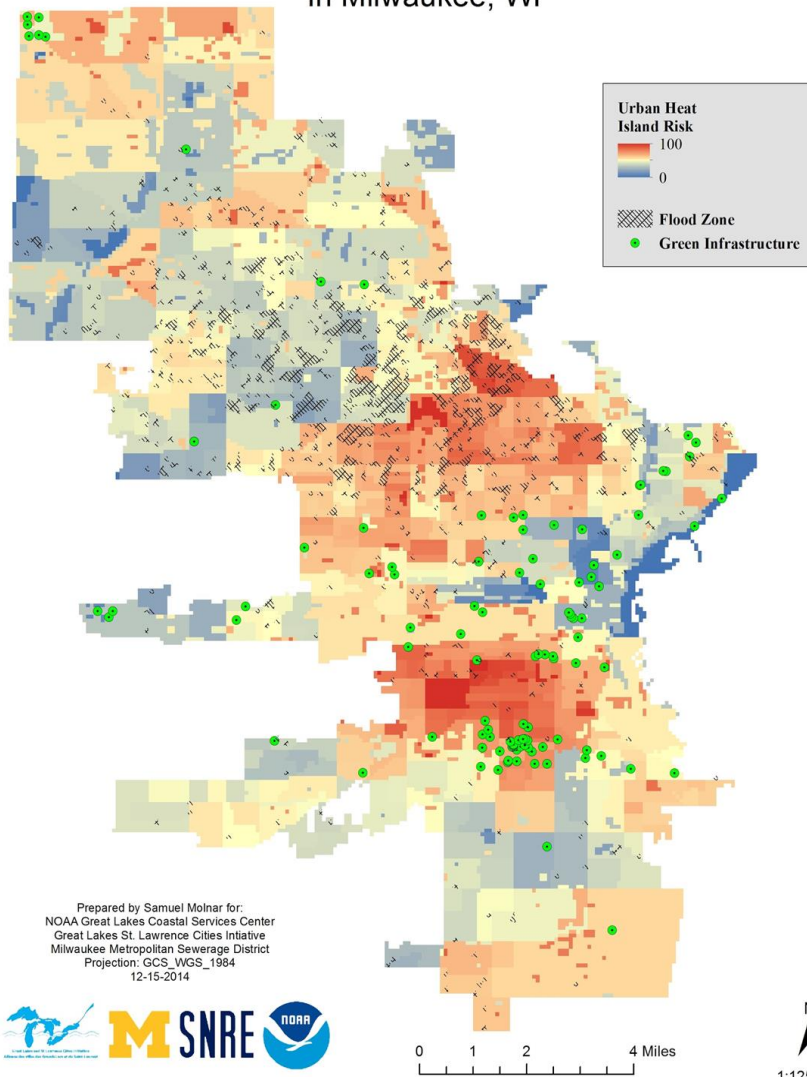 in Milwaukee, WI
Urban Heat
Island Risk
100
0
Flood Zone
Green Infrastructure
Prepared by Samuel Molnar for:
NOAA Great Lakes Coastal Services Center
Great Lakes St. Lawrence Cities Intiative
Milwaukee Metropolitan Sewerage District
Projection: GCS_WGS_1984
12-15-2014
M SNRE
NOAA
0 2 4 Miles